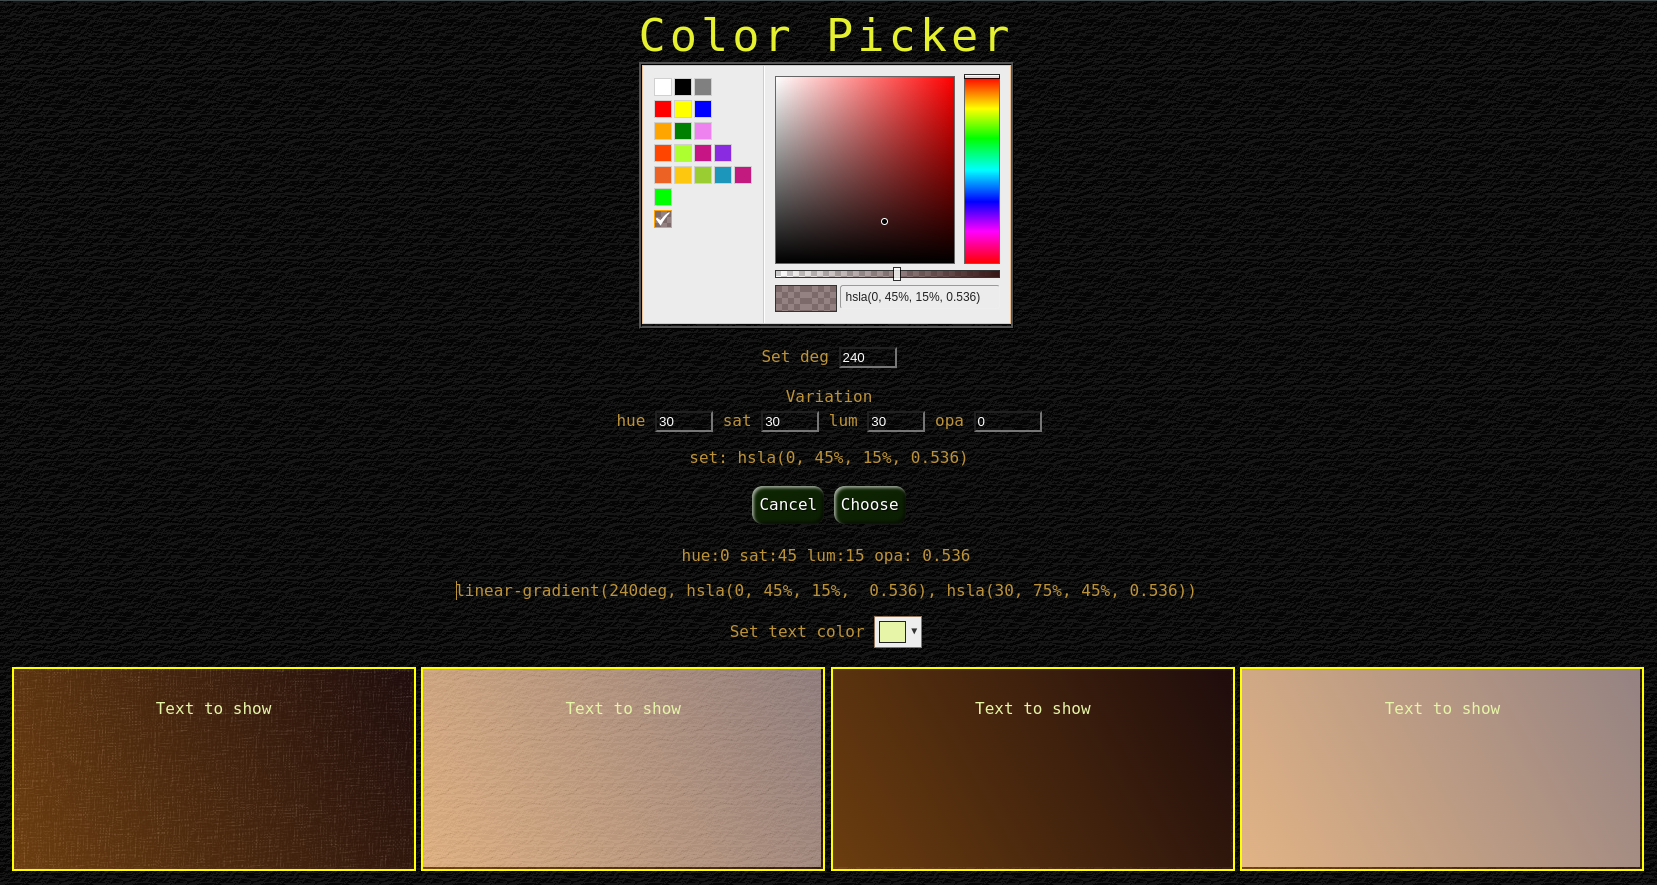 Color Picker
hsla(0, 45%, 15%, 0.536)
Set deg 240
Variation
hue 30 sat 30 lum 30 opa 0
set: hsla(0, 45%, 15%, 0.536)
Cancel Choose
hue:0 sat:45 lum:15 opa: 0.536
linear-gradient(240deg, hsla(0, 45%, 15%,  0.536), hsla(30, 75%, 45%, 0.536))
Set text color
Text to show Text to show Text to show Text to show